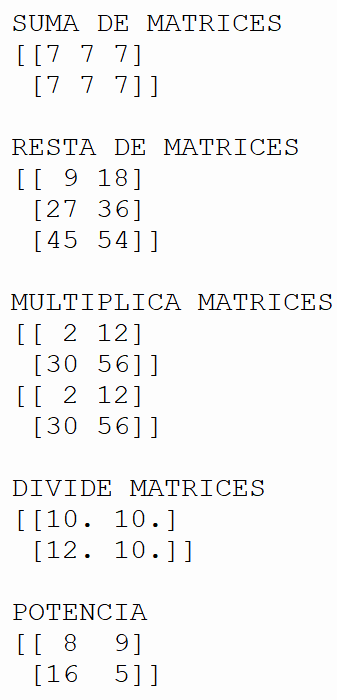 SUMA DE MATRICES
[[7 7 7]
 [7 7 7]]
RESTA DE MATRICES
[[ 9 18]
 [27 36]
 [45 54]]
MULTIPLICA MATRICES
[[ 2 12]
 [30 56]]
[[ 2 12]
 [30 56]]
DIVIDE MATRICES
[[10. 10.]
 [12. 10.]]
POTENCIA
[[ 8  9]
 [16  5]]